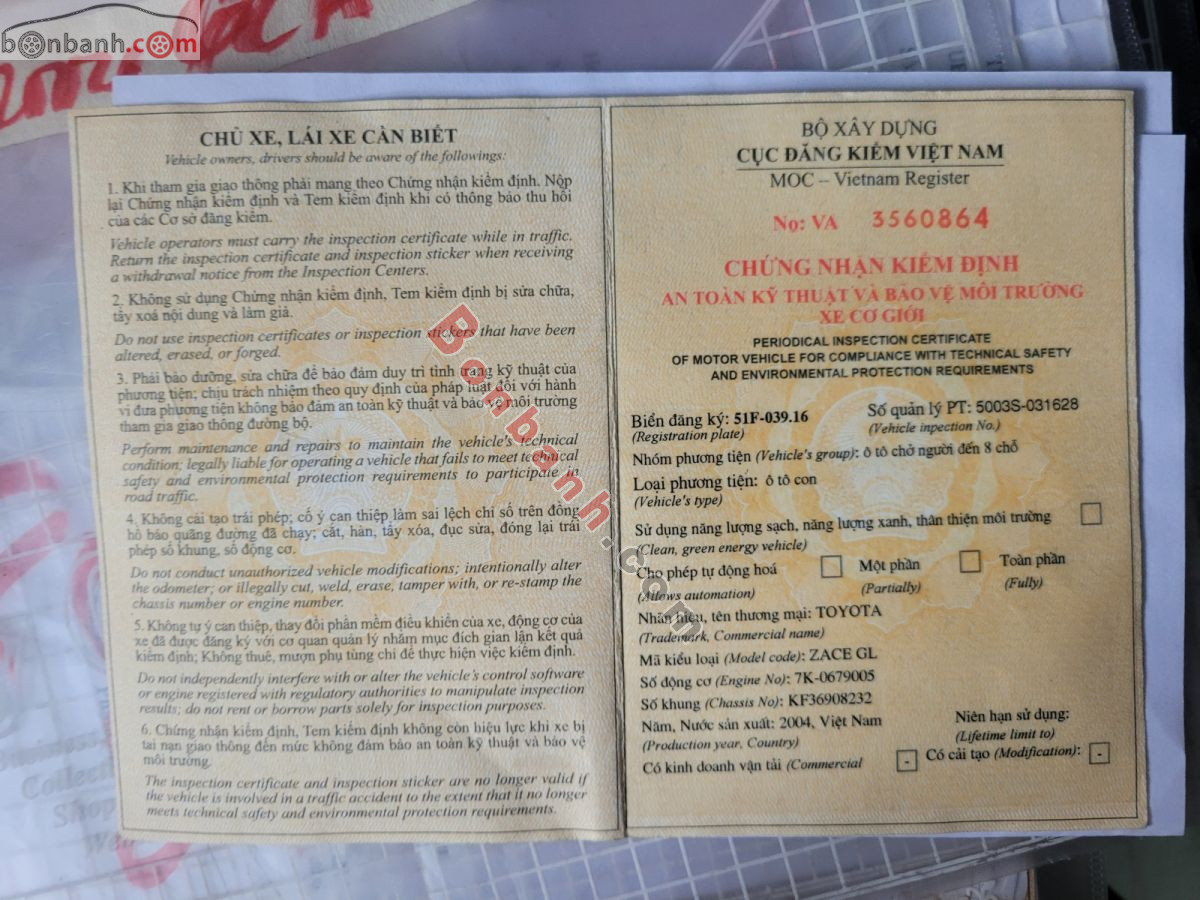 bonbanh.com
CHỦ XE, LÁI XE CẦN BIẾT
Vehicle owners, drivers should be aware of the followings:
1. Khi tham gia giao thông phải mang theo Chứng nhận kiểm định. Nộp
lại Chứng nhận kiểm định và Tem kiểm định khi có thông báo thu hồi
của các Cơ sở đăng kiểm.
Vehicle operators must carry the inspection certificate while in traffic.
Return the inspection certificate and inspection sticker when receiving
a withdrawal notice from the Inspection Centers.
2. Không sử dụng Chứng nhận kiểm định, Tem kiểm định bị sửa chữa,
tẩy xoá nội dung và làm giả.
Do not use inspection certificates or inspection stickers that have been
altered, erased, or forged.
3. Phải bảo dưỡng, sửa chữa để bảo đảm duy trì tình trạng kỹ thuật của
phương tiện; chịu trách nhiệm theo quy định của pháp luật đối với hành
vi đưa phương tiện không bảo đảm an toàn kỹ thuật và bảo vệ môi trường
tham gia giao thông đường bộ.
Perform maintenance and repairs to maintain the vehicle's technical
condition; legally liable for operating a vehicle that fails to meet technical
safety and environmental protection requirements to participate in
road traffic.
4. Không cải tạo trái phép; cố ý can thiệp làm sai lệch chỉ số trên đồng
hồ báo quãng đường đã chạy; cắt, hàn, tẩy xóa, đục sửa, đóng lại trái
phép số khung, số động cơ.
Do not conduct unauthorized vehicle modifications; intentionally alter
the odometer; or illegally cut, weld, erase, tamper with, or re-stamp the
chassis number or engine number.
5. Không tự ý can thiệp, thay đổi phần mềm điều khiển của xe, động cơ của
xe đã được đăng ký với cơ quan quản lý nhằm mục đích gian lận kết quả
kiểm định; Không thuê, mượn phụ tùng chỉ để thực hiện việc kiểm định.
Do not independently interfere with or alter the vehicle's control software
or engine registered with regulatory authorities to manipulate inspection
results; do not rent or borrow parts solely for inspection purposes.
6. Chứng nhận kiểm định, Tem kiểm định không còn hiệu lực khi xe bị
tai nạn giao thông đến mức không đảm bảo an toàn kỹ thuật và bảo vệ
môi trường.
The inspection certificate and inspection sticker are no longer valid if
the vehicle is involved in a traffic accident to the extent that it no longer
meets technical safety and environmental protection requirements.
BỘ XÂY DỰNG
CỤC ĐĂNG KIỂM VIỆT NAM
MOC – Vietnam Register
No: VA 3560864
CHỨNG NHẬN KIỂM ĐỊNH
AN TOÀN KỸ THUẬT VÀ BẢO VỆ MÔI TRƯỜNG
XE CƠ GIỚI
PERIODICAL INSPECTION CERTIFICATE
OF MOTOR VEHICLE FOR COMPLIANCE WITH TECHNICAL SAFETY
AND ENVIRONMENTAL PROTECTION REQUIREMENTS
Biển đăng ký: 51F-039.16 Số quản lý PT: 5003S-031628
(Registration plate) (Vehicle inpection No.)
Nhóm phương tiện (Vehicle's group): ô tô chở người đến 8 chỗ
Loại phương tiện: ô tô con
(Vehicle's type)
Sử dụng năng lượng sạch, năng lượng xanh, thân thiện môi trường
(Clean, green energy vehicle)
Cho phép tự động hoá Một phần Toàn phần
(Allews automation) (Partially) (Fully)
Nhãn hiệu, tên thương mại: TOYOTA
(Trademark, Commercial name)
Mã kiểu loại (Model code): ZACE GL
Số động cơ (Engine No): 7K-0679005
Số khung (Chassis No): KF36908232
Năm, Nước sản xuất: 2004, Việt Nam Niên hạn sử dụng:
(Production year, Country) (Lifetime limit to)
Có kinh doanh vận tải (Commercial - Có cải tạo (Modification): -
Bonbanh.com